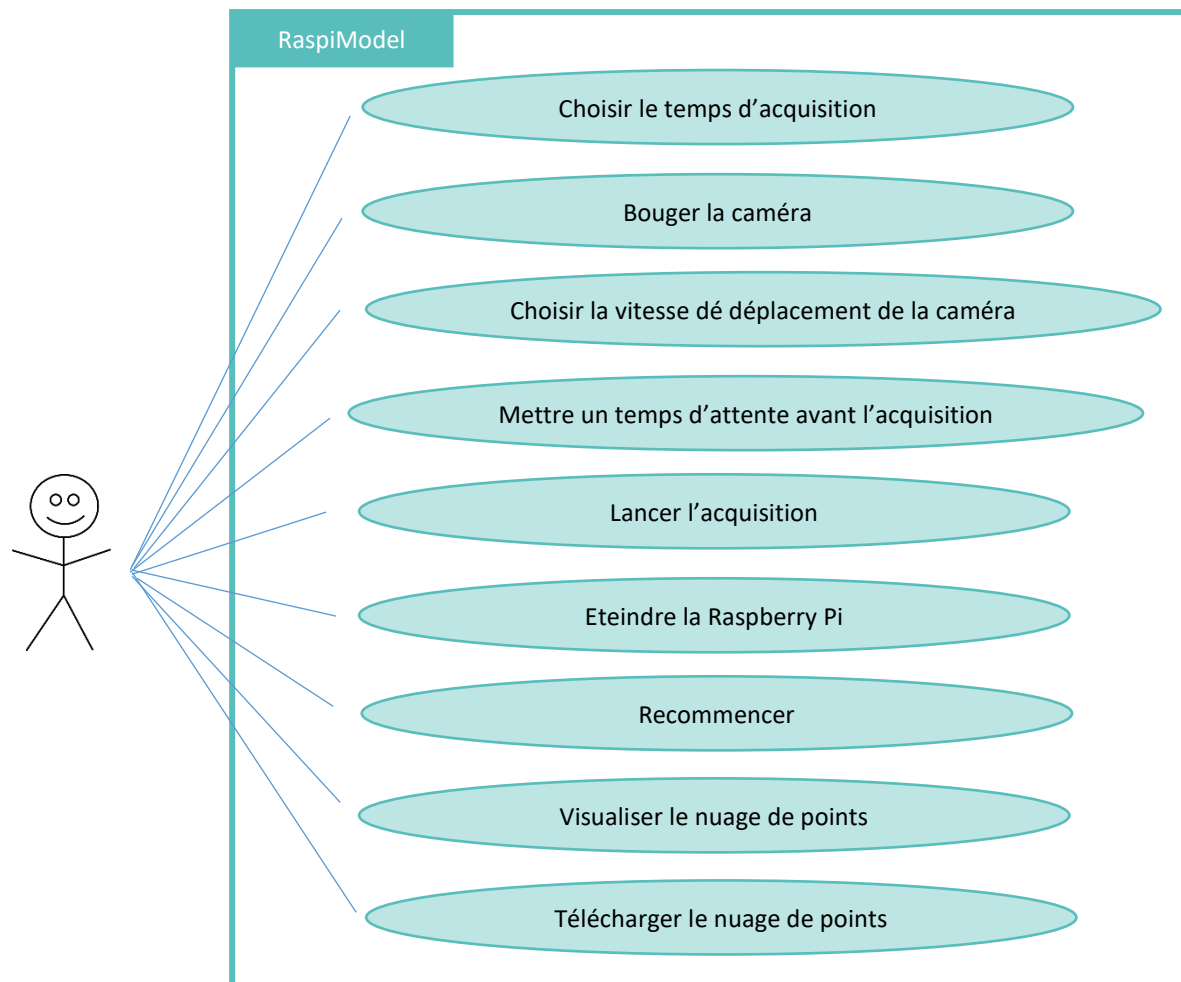 RaspiModel
Choisir le temps d’acquisition
Bouger la caméra
Choisir la vitesse dé déplacement de la caméra
Mettre un temps d’attente avant l’acquisition
Lancer l’acquisition
Eteindre la Raspberry Pi
Recommencer
Visualiser le nuage de points
Télécharger le nuage de points